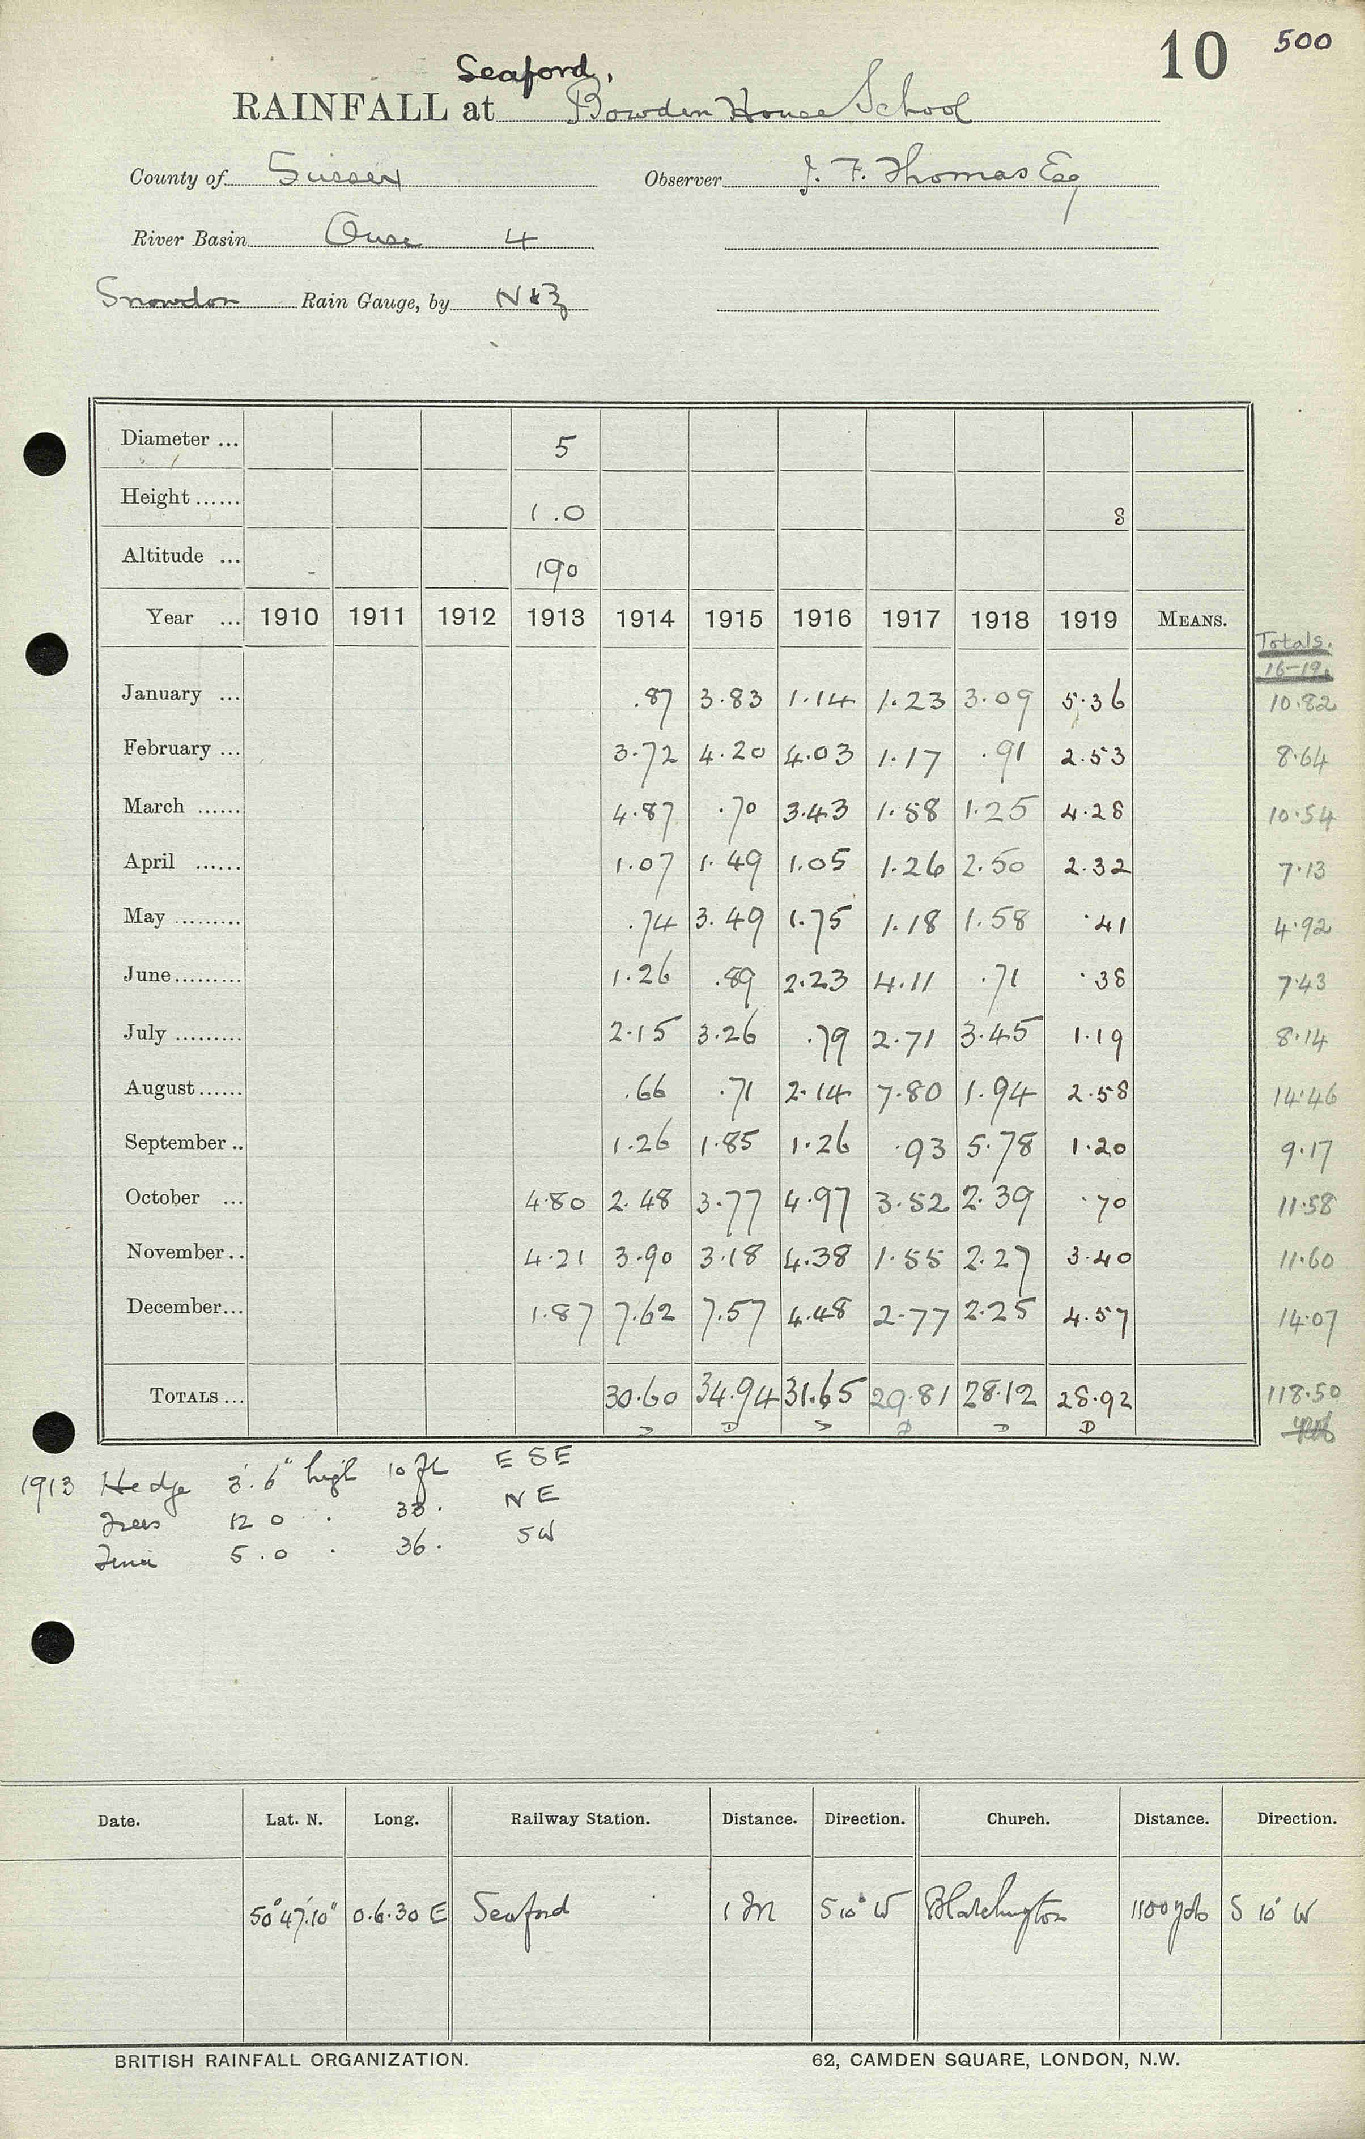 10 500
Seaford,
RAINFALL at Bowden House School
County of Sussex Observer J. F. Thomas Esq
River Basin Ouse 4
Snowdon Rain Gauge, by N & Z
Diameter ... 5
Height ...... 1.0 8
Altitude ... 190
Year ... 1910 1911 1912 1913 1914 1915 1916 1917 1918 1919 MEANS.
Totals.
16-19.
January ... .87 3.83 1.14 1.23 3.09 5.36 10.82
February ... 3.72 4.20 4.03 1.17 .91 2.53 8.64
March ...... 4.87 .70 3.43 1.58 1.25 4.28 10.54
April ...... 1.07 1.49 1.05 1.26 2.50 2.32 7.13
May ......... .74 3.49 1.75 1.18 1.58 .41 4.92
June......... 1.26 .89 2.23 4.11 .71 .38 7.43
July ......... 2.15 3.26 .79 2.71 3.45 1.19 8.14
August...... .66 .71 2.14 7.80 1.94 2.58 14.46
September .. 1.26 1.85 1.26 .93 5.78 1.20 9.17
October ... 4.80 2.48 3.77 4.97 3.52 2.39 .70 11.58
November.. 4.21 3.90 3.18 4.38 1.55 2.27 3.40 11.60
December... 1.87 7.62 7.57 4.48 2.77 2.25 4.57 14.07
TOTALS ... 30.60 34.94 31.65 29.81 28.12 28.92 118.50
D D D D D D
1913 Hedge 3'.6" high 10 ft ESE
Trees 12 0 . 33. NE
5.0 . 36. SW
Date. Lat. N. Long. Railway Station. Distance. Direction. Church. Distance. Direction.
50°47'.10" 0.6.30 E Seaford 1 M S 10° W Blatchington 1100 yds S 10° W
BRITISH RAINFALL ORGANIZATION. 62, CAMDEN SQUARE, LONDON, N.W.